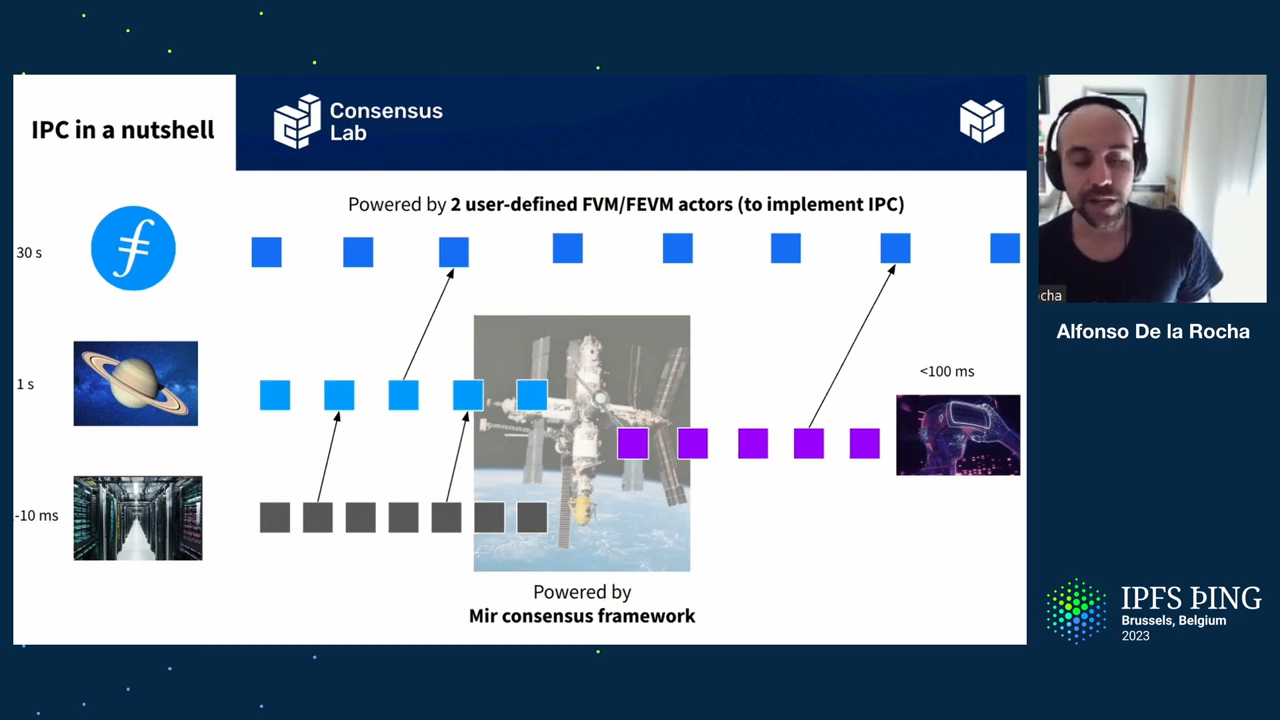 IPC in a nutshell
Consensus
Lab
Powered by 2 user-defined FVM/FEVM actors (to implement IPC)
30 s
1 s
<100 ms
-10 ms
Powered by
Mir consensus framework
cha
Alfonso De la Rocha
IPFS ÞING
Brussels, Belgium
2023